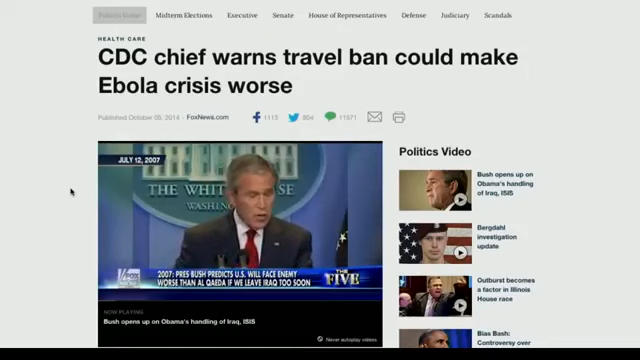 Politics Home
Midterm Elections
Executive
Senate
House of Representatives
Defense
Judiciary
Scandals
HEALTH CARE
CDC chief warns travel ban could make
Ebola crisis worse
Published October 05, 2014
FoxNews.com
1113
804
11571
JULY 12, 2007
THE WHITE HOUSE
WASHING
FOX
2007: PRES BUSH PREDICTS U.S. WILL FACE ENEMY
WORSE THAN AL QAEDA IF WE LEAVE IRAQ TOO SOON
THE
FIVE
NOW PLAYING
Bush opens up on Obama's handling of Iraq, ISIS
Never autoplay videos
Politics Video
Bush opens up on
Obama's handling
of Iraq, ISIS
Bergdahl
investigation
update
Outburst becomes
a factor in Illinois
House race
Bias Bash:
Controversy over